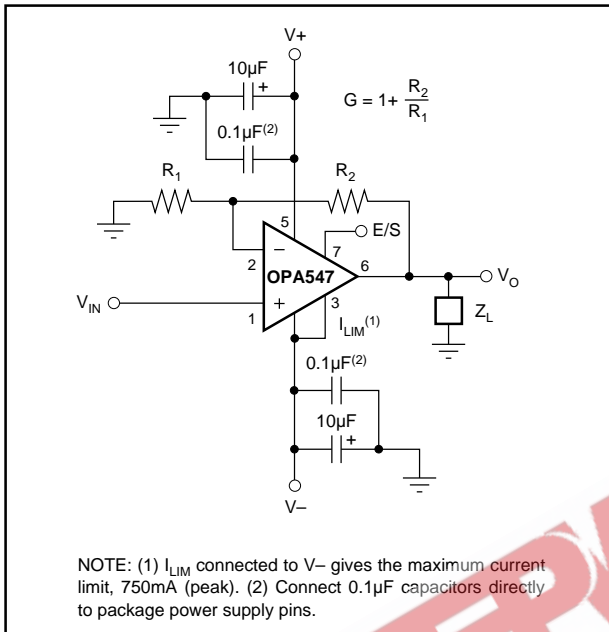 V+
10µF
+
G = 1+ R2/R1
0.1µF(2)
R1
R2
5
E/S
7
−
2
OPA547
6
VO
VIN
+
1
3
ILIM(1)
ZL
0.1µF(2)
10µF
+
V–
NOTE: (1) ILIM connected to V– gives the maximum current
limit, 750mA (peak). (2) Connect 0.1µF capacitors directly
to package power supply pins.